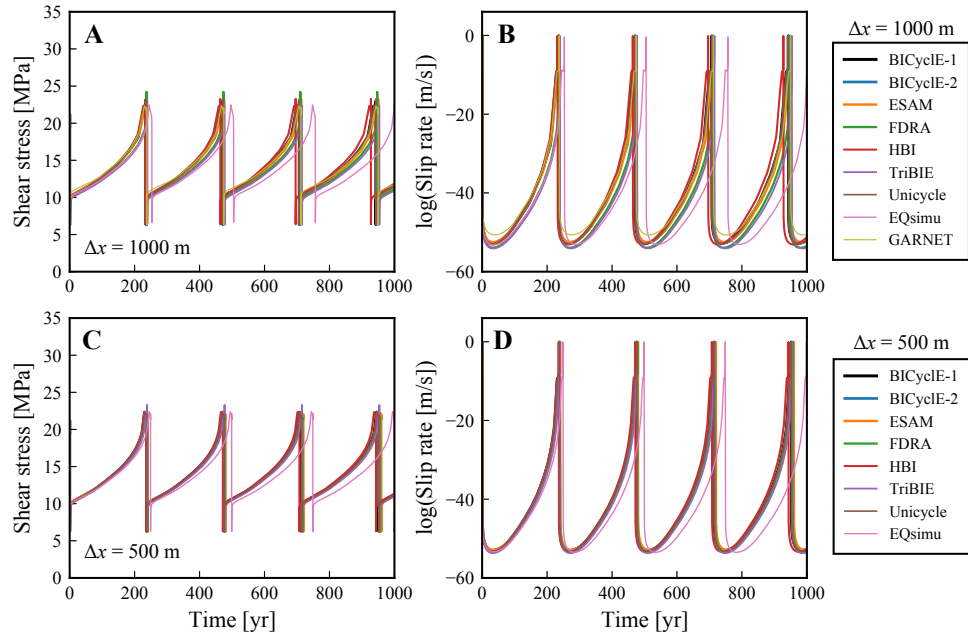 A
Shear stress [MPa]
35
30
25
20
15
10
5
0
Δx = 1000 m
0 200 400 600 800 1000
B
log(Slip rate [m/s])
0
−20
−40
−60
0 200 400 600 800 1000
Δx = 1000 m
BICyclE-1
BICyclE-2
ESAM
FDRA
HBI
TriBIE
Unicycle
EQsimu
GARNET
C
Shear stress [MPa]
35
30
25
20
15
10
5
0
Δx = 500 m
0 200 400 600 800 1000
Time [yr]
D
log(Slip rate [m/s])
0
−20
−40
−60
0 200 400 600 800 1000
Time [yr]
Δx = 500 m
BICyclE-1
BICyclE-2
ESAM
FDRA
HBI
TriBIE
Unicycle
EQsimu